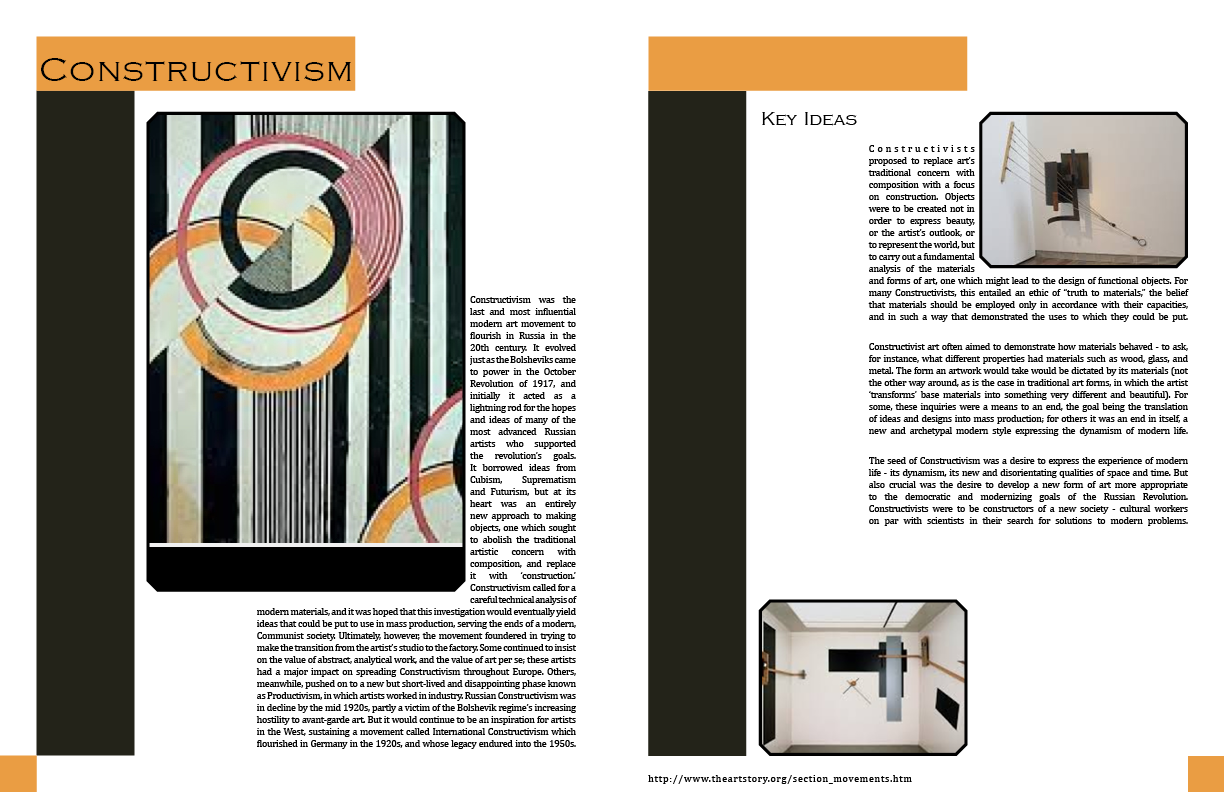 CONSTRUCTIVISM
Constructivism was the
last and most influential
modern art movement to
flourish in Russia in the
20th century. It evolved
just as the Bolsheviks came
to power in the October
Revolution of 1917, and
initially it acted as a
lightning rod for the hopes
and ideas of many of the
most advanced Russian
artists who supported
the revolution's goals.
It borrowed ideas from
Cubism, Suprematism
and Futurism, but at its
heart was an entirely
new approach to making
objects, one which sought
to abolish the traditional
artistic concern with
composition, and replace
it with 'construction.'
Constructivism called for a
careful technical analysis of
modern materials, and it was hoped that this investigation would eventually yield
ideas that could be put to use in mass production, serving the ends of a modern,
Communist society. Ultimately, however, the movement foundered in trying to
make the transition from the artist's studio to the factory. Some continued to insist
on the value of abstract, analytical work, and the value of art per se; these artists
had a major impact on spreading Constructivism throughout Europe. Others,
meanwhile, pushed on to a new but short-lived and disappointing phase known
as Productivism, in which artists worked in industry. Russian Constructivism was
in decline by the mid 1920s, partly a victim of the Bolshevik regime's increasing
hostility to avant-garde art. But it would continue to be an inspiration for artists
in the West, sustaining a movement called International Constructivism which
flourished in Germany in the 1920s, and whose legacy endured into the 1950s.
KEY IDEAS
Constructivists
proposed to replace art's
traditional concern with
composition with a focus
on construction. Objects
were to be created not in
order to express beauty,
or the artist's outlook, or
to represent the world, but
to carry out a fundamental
analysis of the materials
and forms of art, one which might lead to the design of functional objects. For
many Constructivists, this entailed an ethic of "truth to materials," the belief
that materials should be employed only in accordance with their capacities,
and in such a way that demonstrated the uses to which they could be put.
Constructivist art often aimed to demonstrate how materials behaved - to ask,
for instance, what different properties had materials such as wood, glass, and
metal. The form an artwork would take would be dictated by its materials (not
the other way around, as is the case in traditional art forms, in which the artist
'transforms' base materials into something very different and beautiful). For
some, these inquiries were a means to an end, the goal being the translation
of ideas and designs into mass production; for others it was an end in itself, a
new and archetypal modern style expressing the dynamism of modern life.
The seed of Constructivism was a desire to express the experience of modern
life - its dynamism, its new and disorientating qualities of space and time. But
also crucial was the desire to develop a new form of art more appropriate
to the democratic and modernizing goals of the Russian Revolution.
Constructivists were to be constructors of a new society - cultural workers
on par with scientists in their search for solutions to modern problems.
http://www.theartstory.org/section_movements.htm